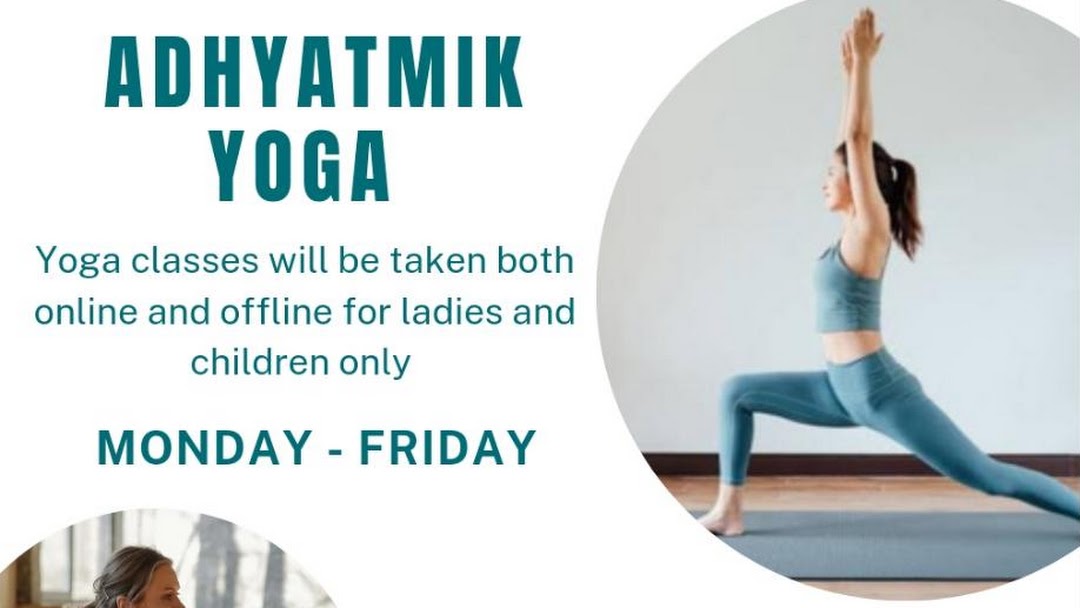 ADHYATMIK
YOGA
Yoga classes will be taken both
online and offline for ladies and
children only
MONDAY - FRIDAY